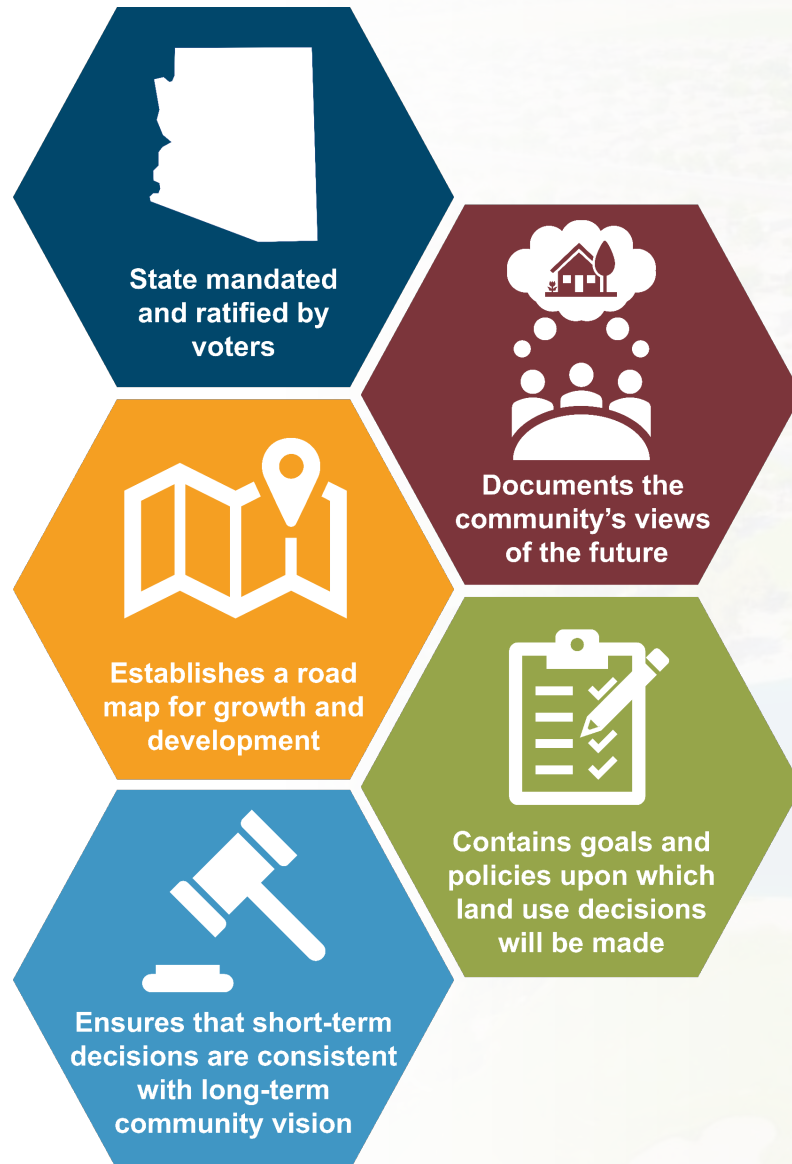 State mandated
and ratified by
voters
Documents the
community’s views
of the future
Establishes a road
map for growth and
development
Contains goals and
policies upon which
land use decisions
will be made
Ensures that short-term
decisions are consistent
with long-term
community vision